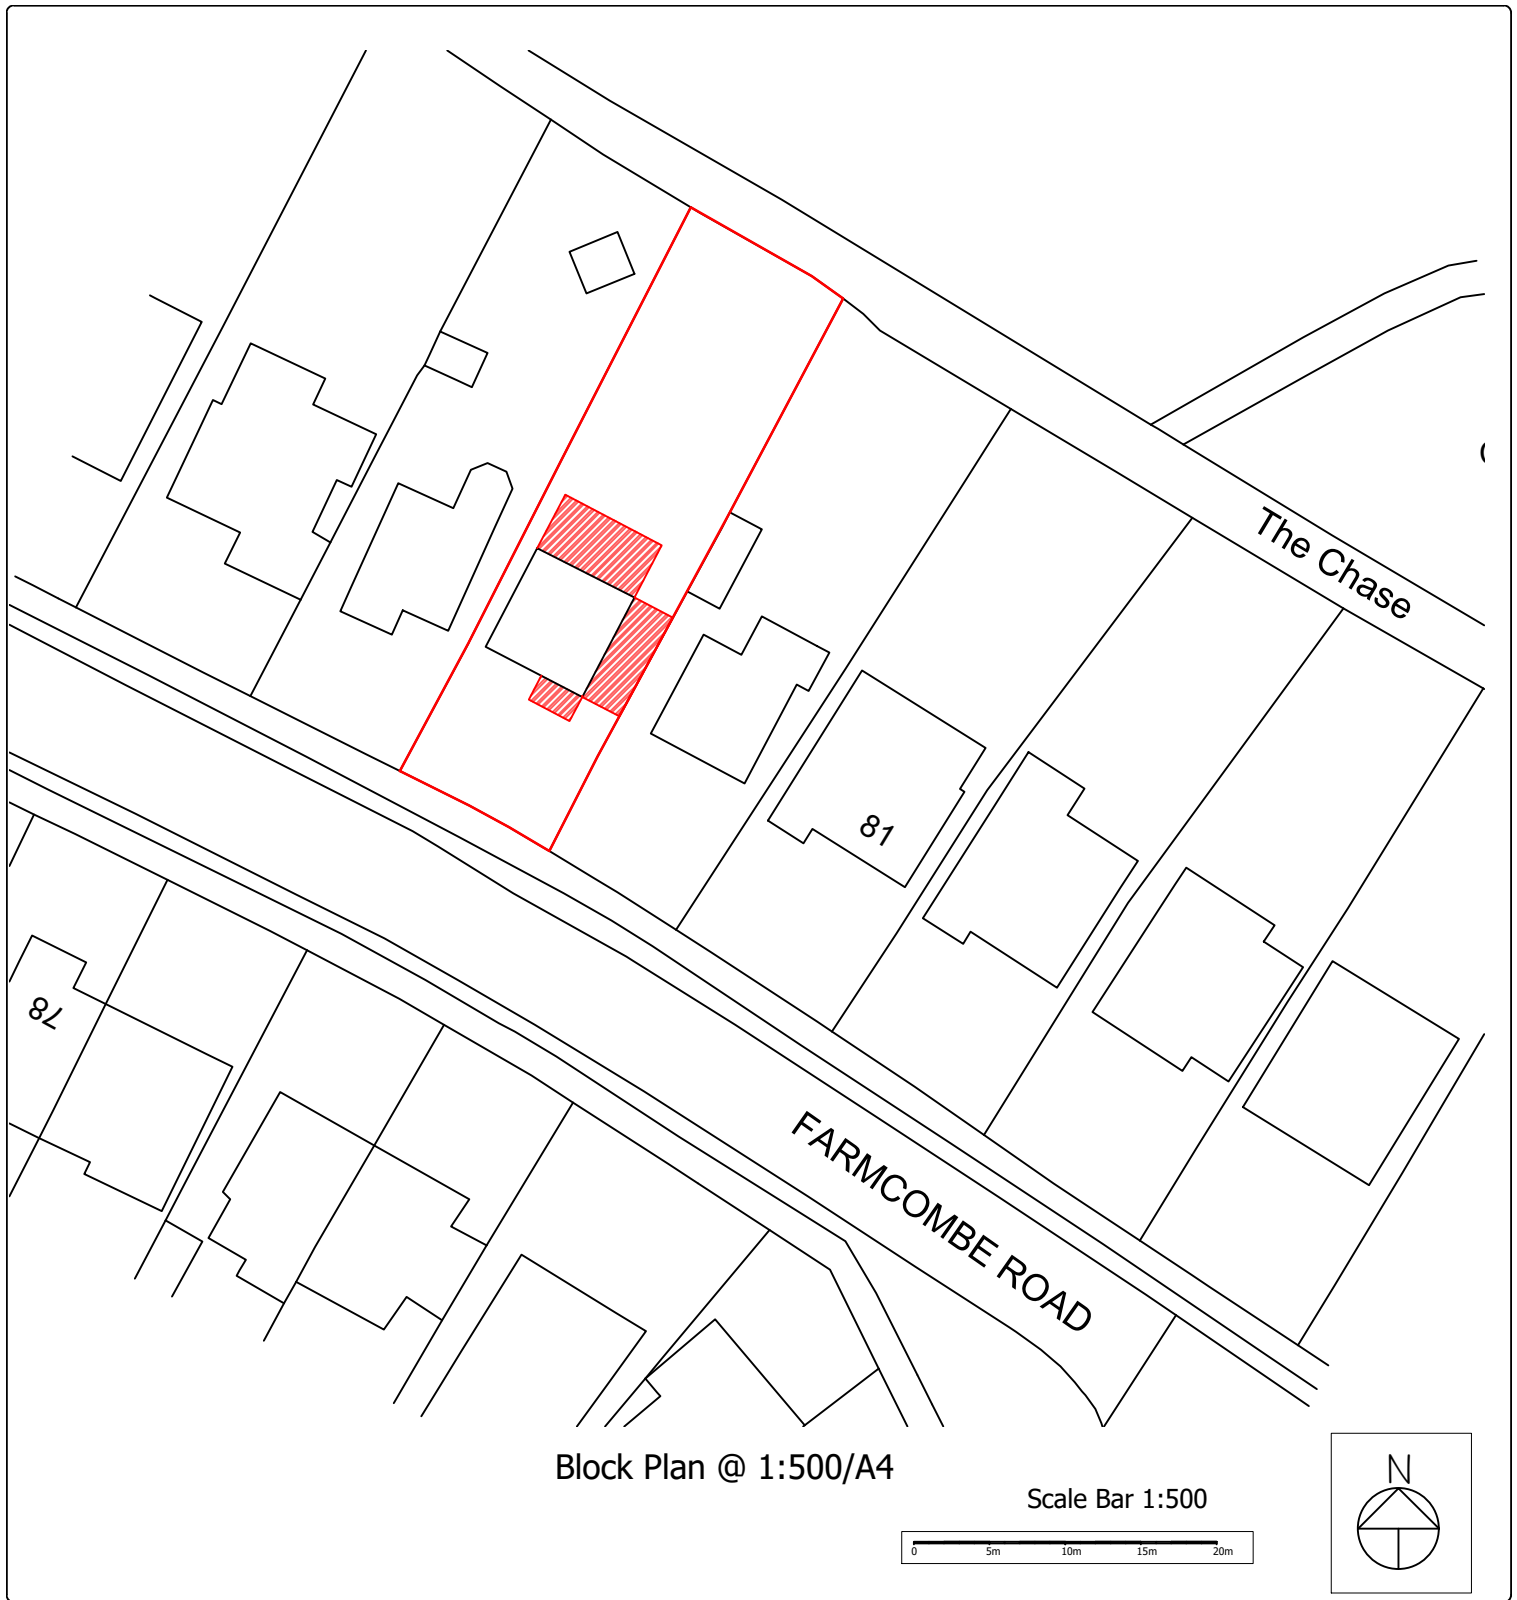 The Chase
81
78
FARMCOMBE ROAD
Block Plan @ 1:500/A4
Scale Bar 1:500
0 5m 10m 15m 20m
N